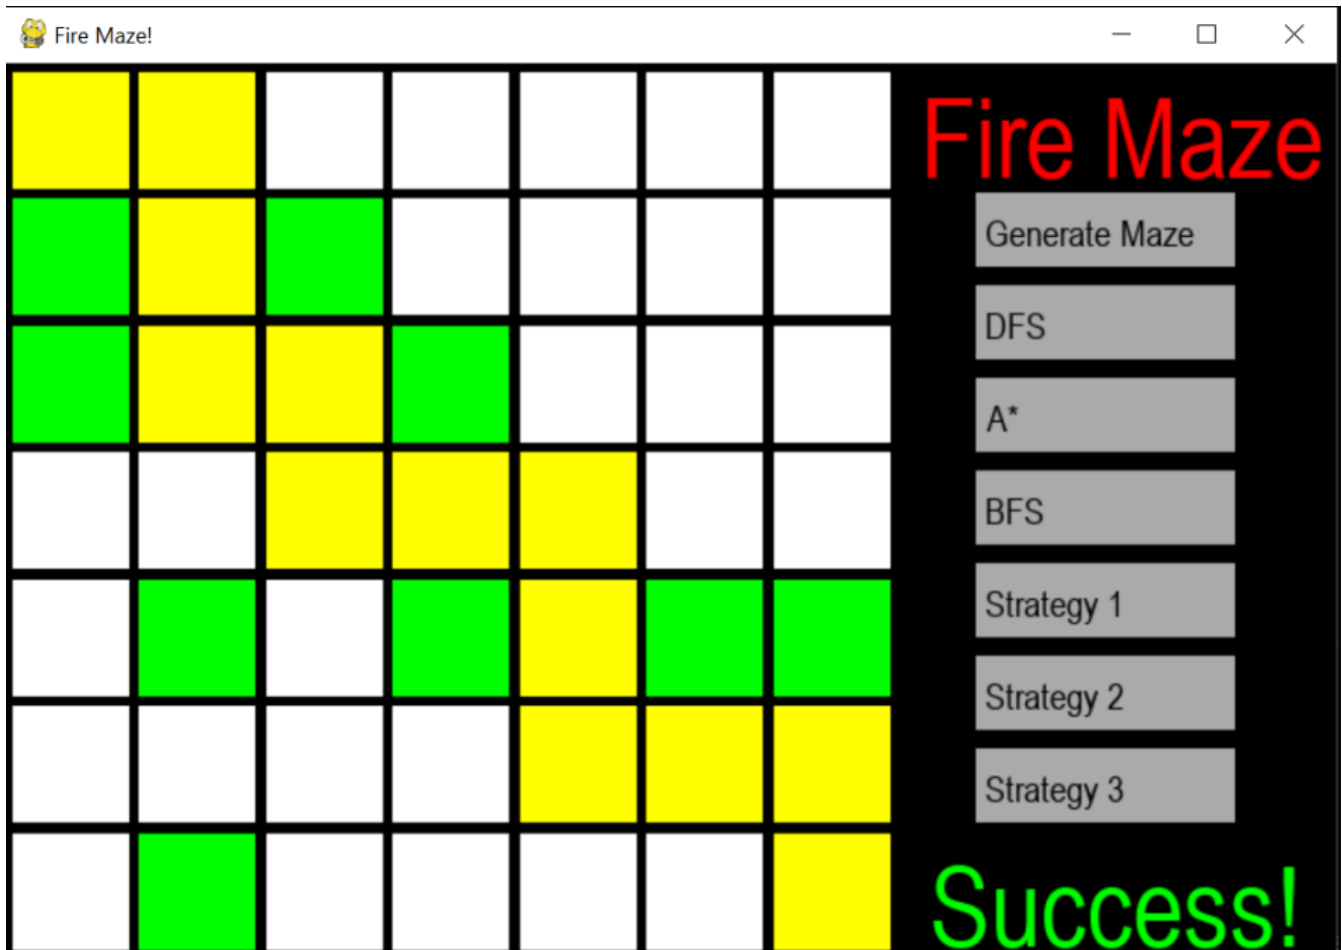 Fire Maze!
Fire Maze
Generate Maze
DFS
A*
BFS
Strategy 1
Strategy 2
Strategy 3
Success!